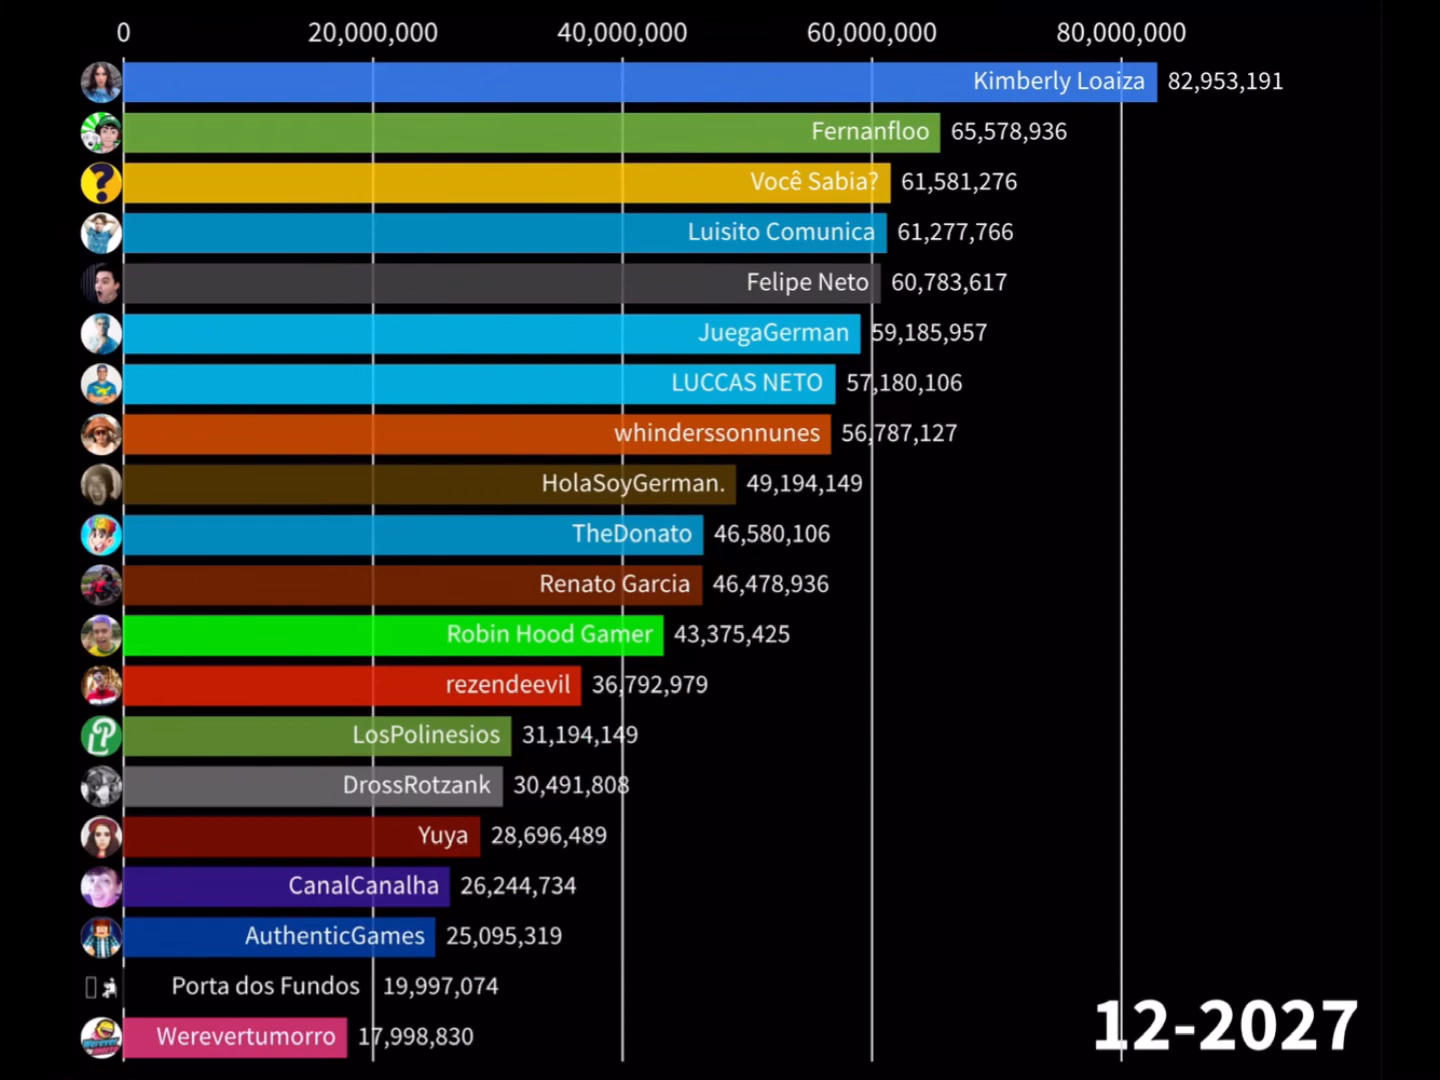 0 20,000,000 40,000,000 60,000,000 80,000,000
Kimberly Loaiza 82,953,191
Fernanfloo 65,578,936
Você Sabia? 61,581,276
Luisito Comunica 61,277,766
Felipe Neto 60,783,617
JuegaGerman 59,185,957
LUCCAS NETO 57,180,106
whinderssonnunes 56,787,127
HolaSoyGerman. 49,194,149
TheDonato 46,580,106
Renato Garcia 46,478,936
Robin Hood Gamer 43,375,425
rezendeevil 36,792,979
LosPolinesios 31,194,149
DrossRotzank 30,491,808
Yuya 28,696,489
CanalCanalha 26,244,734
AuthenticGames 25,095,319
Porta dos Fundos 19,997,074
Werevertumorro 17,998,830
12-2027